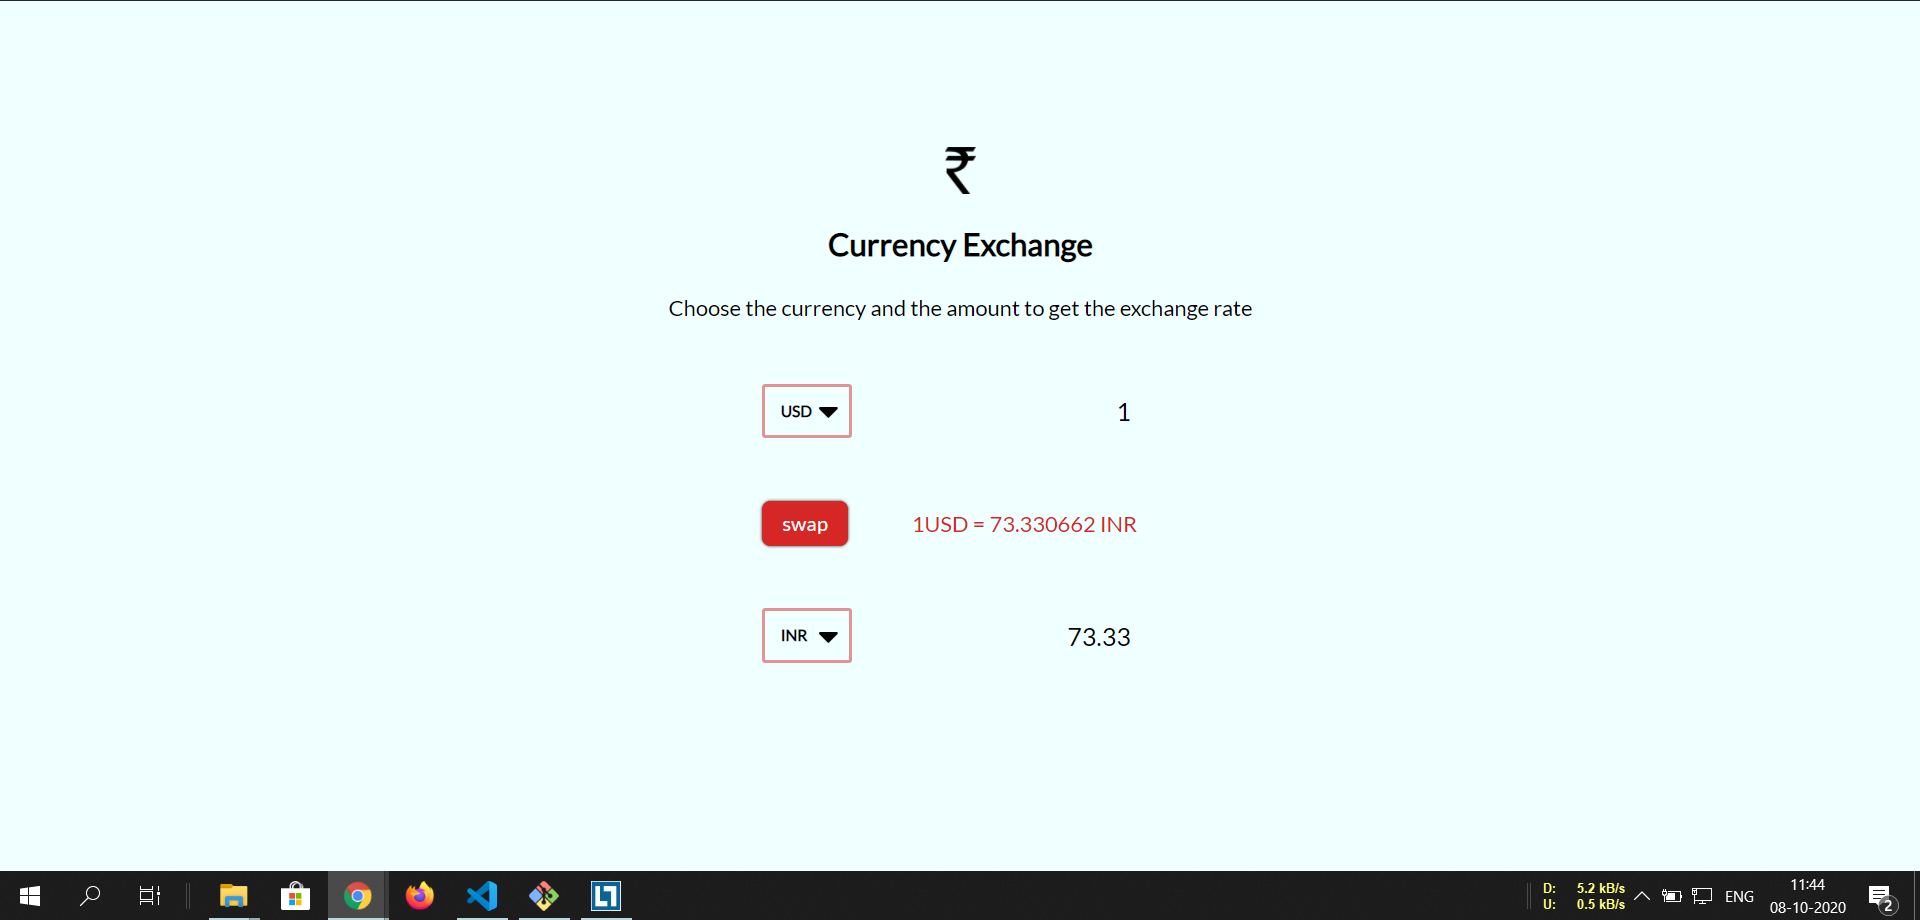 ₹
Currency Exchange
Choose the currency and the amount to get the exchange rate
USD 1
swap 1USD = 73.330662 INR
INR 73.33
D: 5.2 kB/s
U: 0.5 kB/s
ENG
11:44
08-10-2020
2